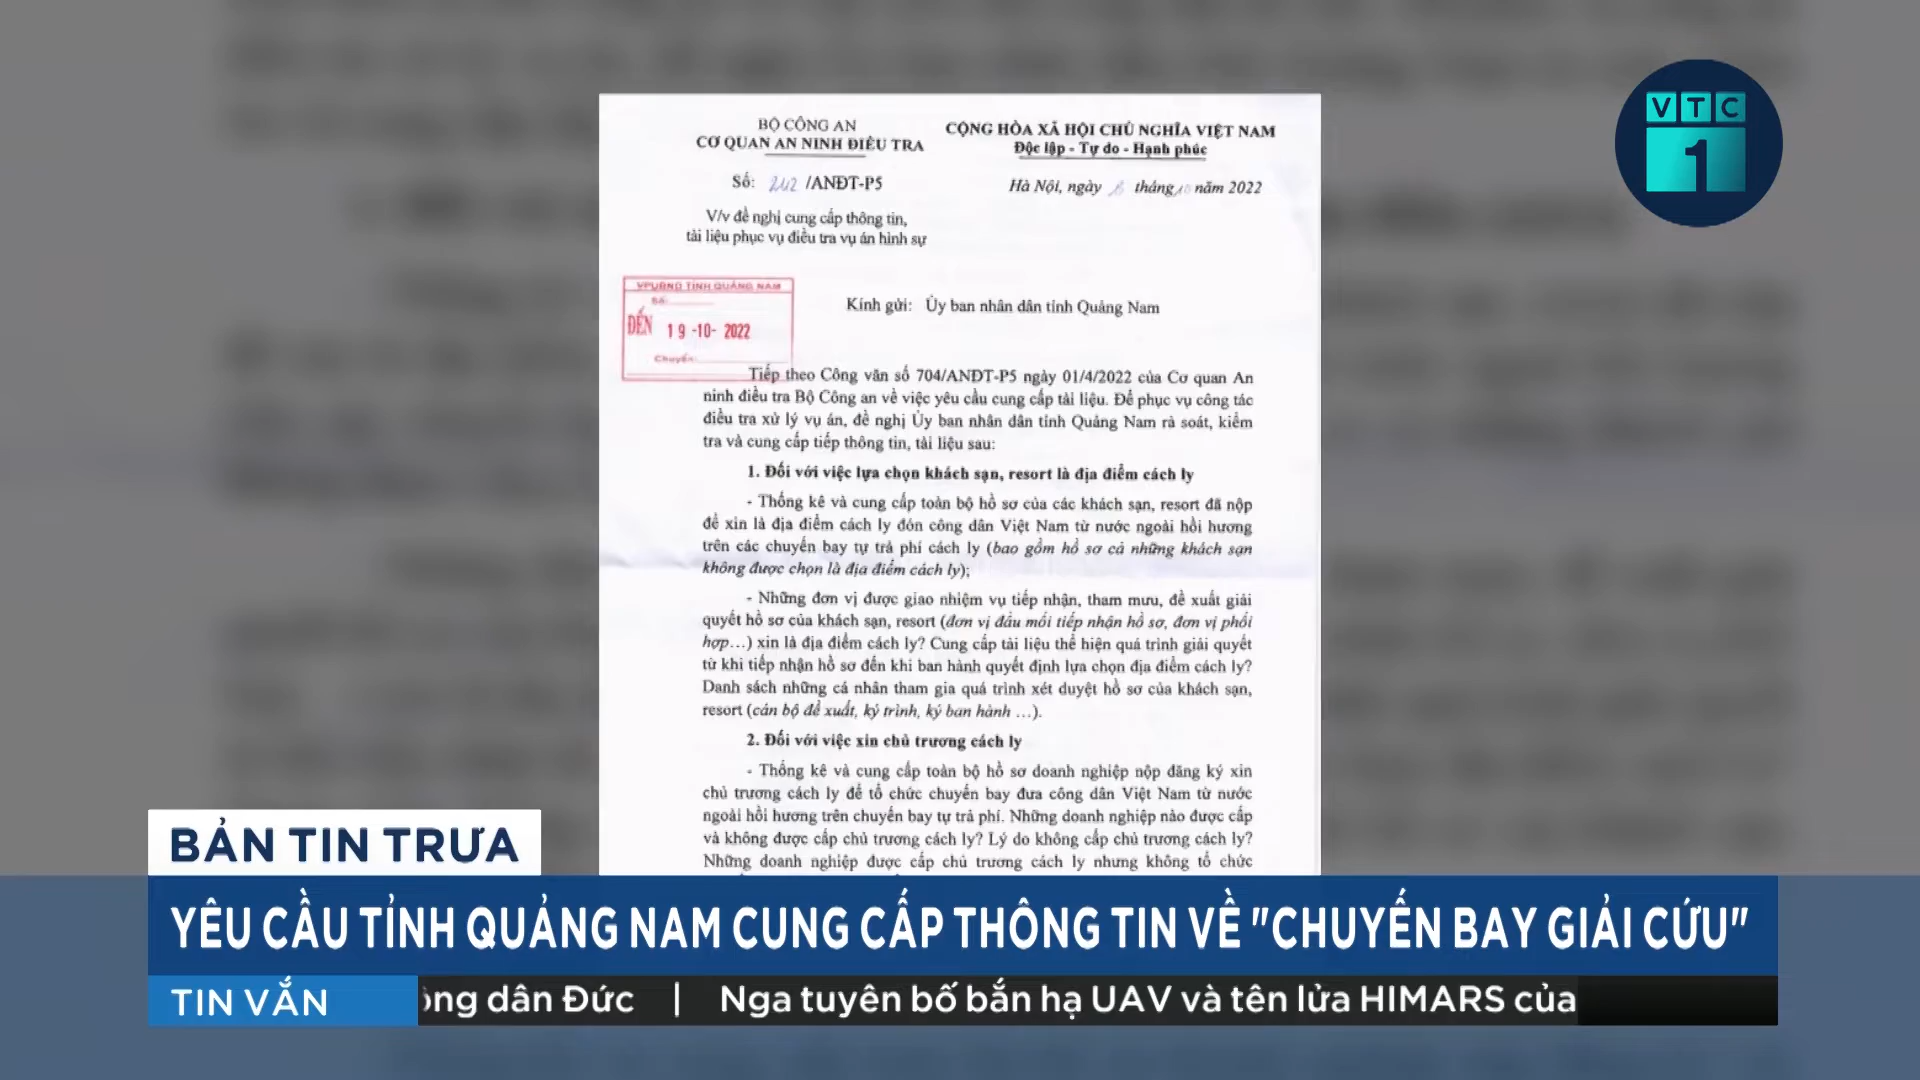 VTC
1
BỘ CÔNG AN
CƠ QUAN AN NINH ĐIỀU TRA
CỘNG HÒA XÃ HỘI CHỦ NGHĨA VIỆT NAM
Độc lập - Tự do - Hạnh phúc
Số: /ANĐT-P5
Hà Nội, ngày tháng năm 2022
V/v đề nghị cung cấp thông tin,
tài liệu phục vụ điều tra vụ án hình sự
VPUBND TỈNH QUẢNG NAM
Số:
ĐẾN 19-10-2022
Chuyển:
Kính gửi: Ủy ban nhân dân tỉnh Quảng Nam
Tiếp theo Công văn số 704/ANĐT-P5 ngày 01/4/2022 của Cơ quan An
ninh điều tra Bộ Công an về việc yêu cầu cung cấp tài liệu. Để phục vụ công tác
điều tra xử lý vụ án, đề nghị Ủy ban nhân dân tỉnh Quảng Nam rà soát, kiểm
tra và cung cấp tiếp thông tin, tài liệu sau:
1. Đối với việc lựa chọn khách sạn, resort là địa điểm cách ly
- Thống kê và cung cấp toàn bộ hồ sơ của các khách sạn, resort đã nộp
để xin là địa điểm cách ly đón công dân Việt Nam từ nước ngoài hồi hương
trên các chuyến bay tự trả phí cách ly (bao gồm hồ sơ cả những khách sạn
không được chọn là địa điểm cách ly);
- Những đơn vị được giao nhiệm vụ tiếp nhận, tham mưu, đề xuất giải
quyết hồ sơ của khách sạn, resort (đơn vị đầu mối tiếp nhận hồ sơ, đơn vị phối
hợp…) xin là địa điểm cách ly? Cung cấp tài liệu thể hiện quá trình giải quyết
từ khi tiếp nhận hồ sơ đến khi ban hành quyết định lựa chọn địa điểm cách ly?
Danh sách những cá nhân tham gia quá trình xét duyệt hồ sơ của khách sạn,
resort (cán bộ đề xuất, ký trình, ký ban hành …).
2. Đối với việc xin chủ trương cách ly
- Thống kê và cung cấp toàn bộ hồ sơ doanh nghiệp nộp đăng ký xin
chủ trương cách ly để tổ chức chuyến bay đưa công dân Việt Nam từ nước
ngoài hồi hương trên chuyến bay tự trả phí. Những doanh nghiệp nào được cấp
và không được cấp chủ trương cách ly? Lý do không cấp chủ trương cách ly?
Những doanh nghiệp được cấp chủ trương cách ly nhưng không tổ chức
BẢN TIN TRƯA
YÊU CẦU TỈNH QUẢNG NAM CUNG CẤP THÔNG TIN VỀ "CHUYẾN BAY GIẢI CỨU"
TIN VẮN
dân Đức | Nga tuyên bố bắn hạ UAV và tên lửa HIMARS của